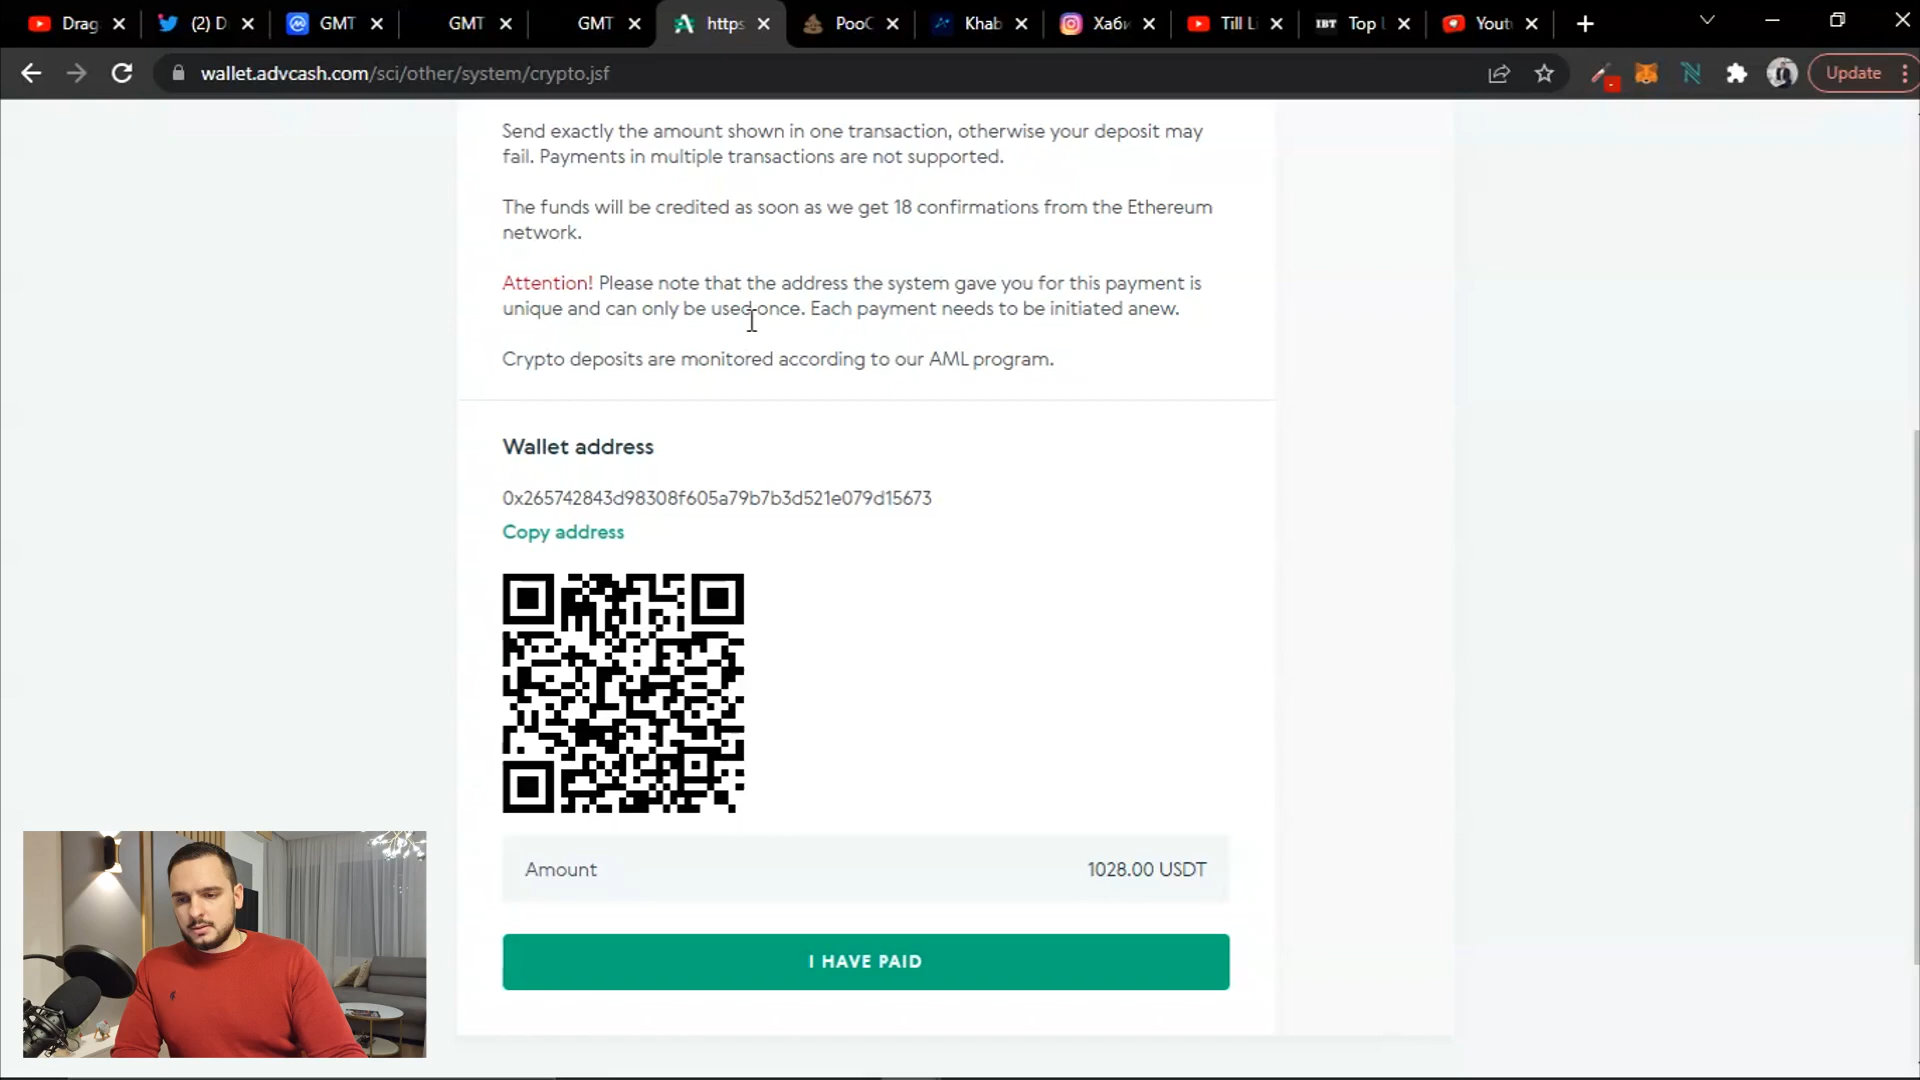 Drag
(2) D
GMT
GMT
GMT
https
PooC
Khab
Хаби
Till Li
IBT
Top
Yout
wallet.advcash.com/sci/other/system/crypto.jsf
Update
Send exactly the amount shown in one transaction, otherwise your deposit may
fail. Payments in multiple transactions are not supported.
The funds will be credited as soon as we get 18 confirmations from the Ethereum
network.
Attention! Please note that the address the system gave you for this payment is
unique and can only be used once. Each payment needs to be initiated anew.
Crypto deposits are monitored according to our AML program.
Wallet address
0x265742843d98308f605a79b7b3d521e079d15673
Copy address
Amount
1028.00 USDT
I HAVE PAID